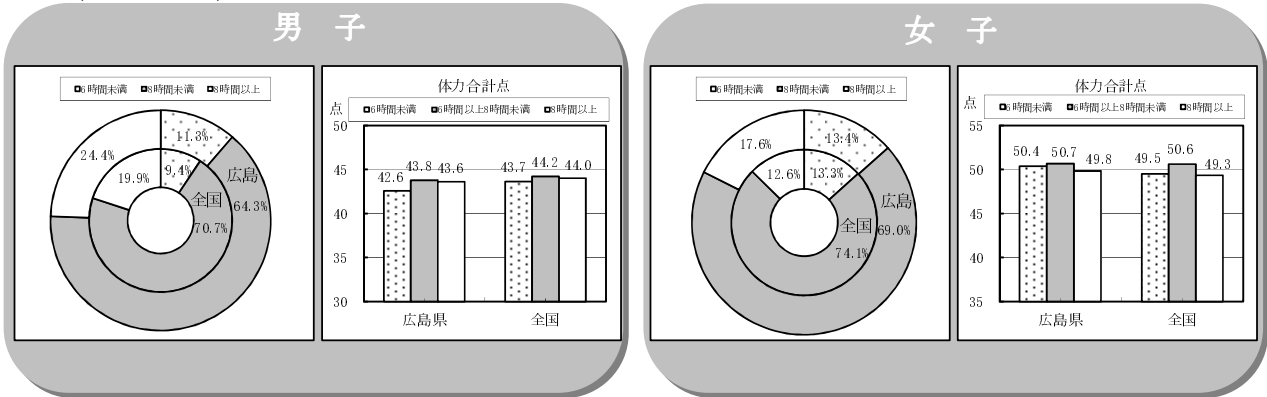 男 子
□6時間未満 □8時間未満 □8時間以上
11.3%
24.4%
9.4%
19.9%
広島
64.3%
全国
70.7%
体力合計点
点
□6時間未満 □6時間以上8時間未満 □8時間以上
50
45
40
35
30
42.6 43.8 43.6
43.7 44.2 44.0
広島県 全国
女 子
□6時間未満 □8時間未満 □8時間以上
13.4%
17.6%
13.3%
12.6%
広島
69.0%
全国
74.1%
体力合計点
点
□6時間未満 □6時間以上8時間未満 □8時間以上
55
50
45
40
35
50.4 50.7 49.8
49.5 50.6 49.3
広島県 全国